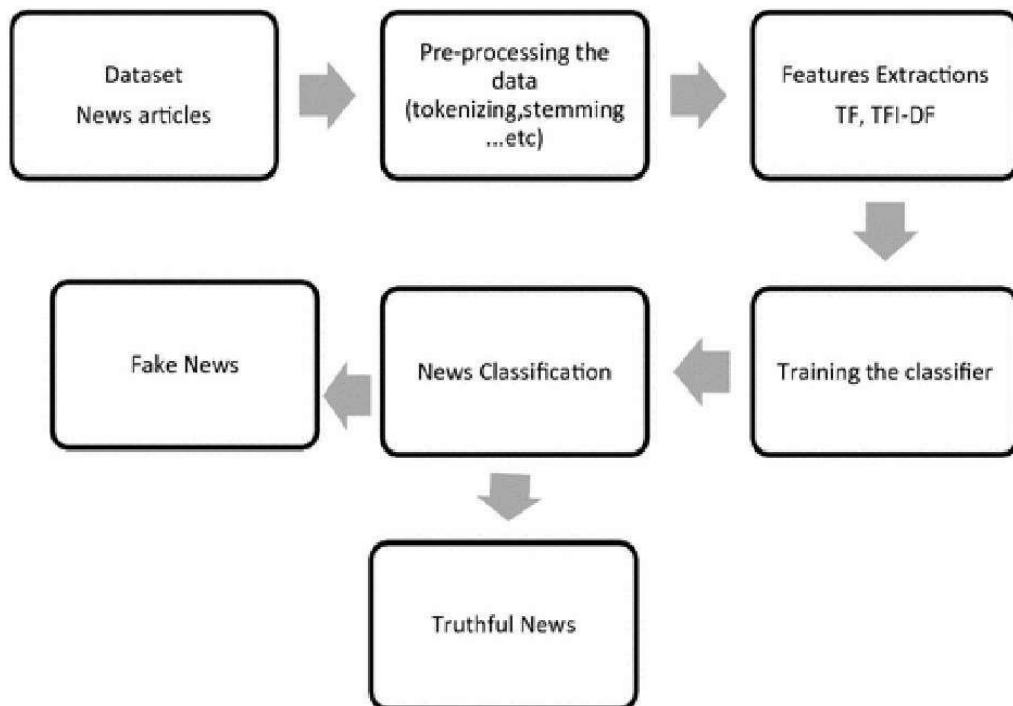 Dataset
News articles
Pre-processing the
data
(tokenizing,stemming
...etc)
Features Extractions
TF, TFI-DF
Training the classifier
News Classification
Fake News
Truthful News